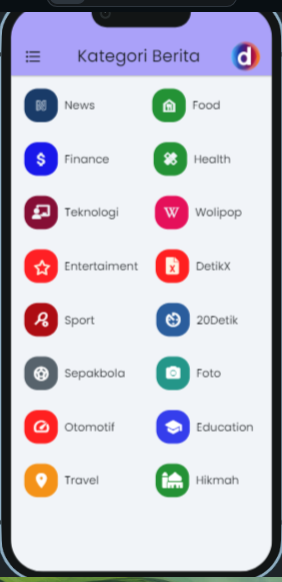 Kategori Berita
d
News
Food
Finance
Health
Teknologi
W
Wolipop
Entertaiment
X
DetikX
Sport
20Detik
Sepakbola
Foto
Otomotif
Education
Travel
Hikmah